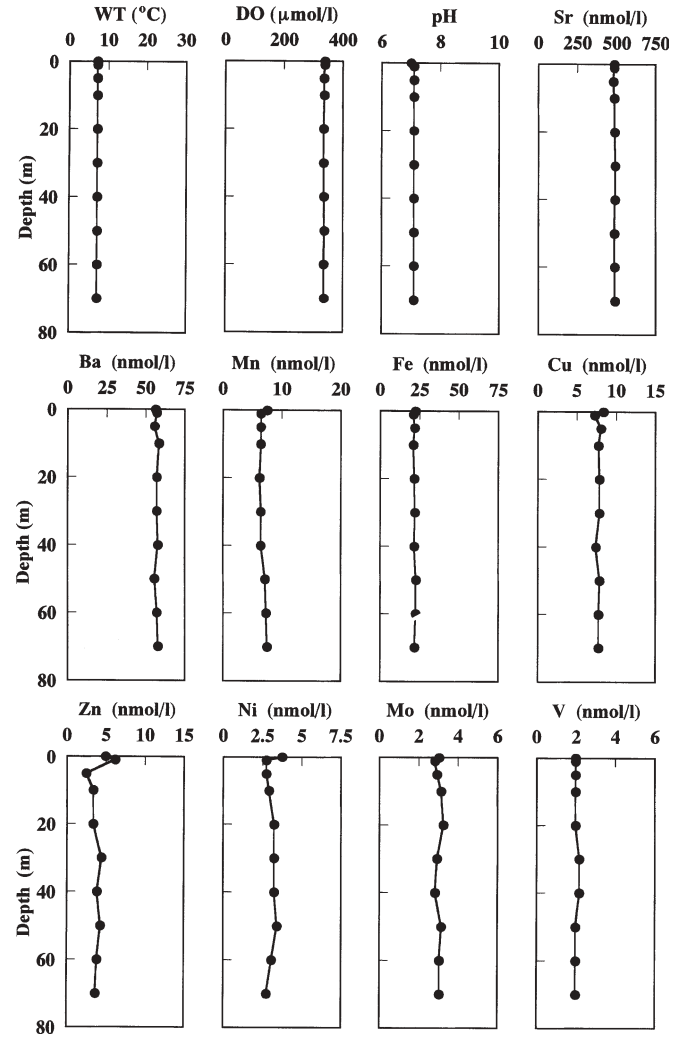 WT (°C) DO (μmol/l) pH Sr (nmol/l)
0 10 20 30 0 200 400 6 8 10 0 250 500 750
0
20
40
60
80
Depth (m)
Ba (nmol/l) Mn (nmol/l) Fe (nmol/l) Cu (nmol/l)
0 25 50 75 0 10 20 0 25 50 75 0 5 10 15
0
20
40
60
80
Depth (m)
Zn (nmol/l) Ni (nmol/l) Mo (nmol/l) V (nmol/l)
0 5 10 15 0 2.5 5 7.5 0 2 4 6 0 2 4 6
0
20
40
60
80
Depth (m)